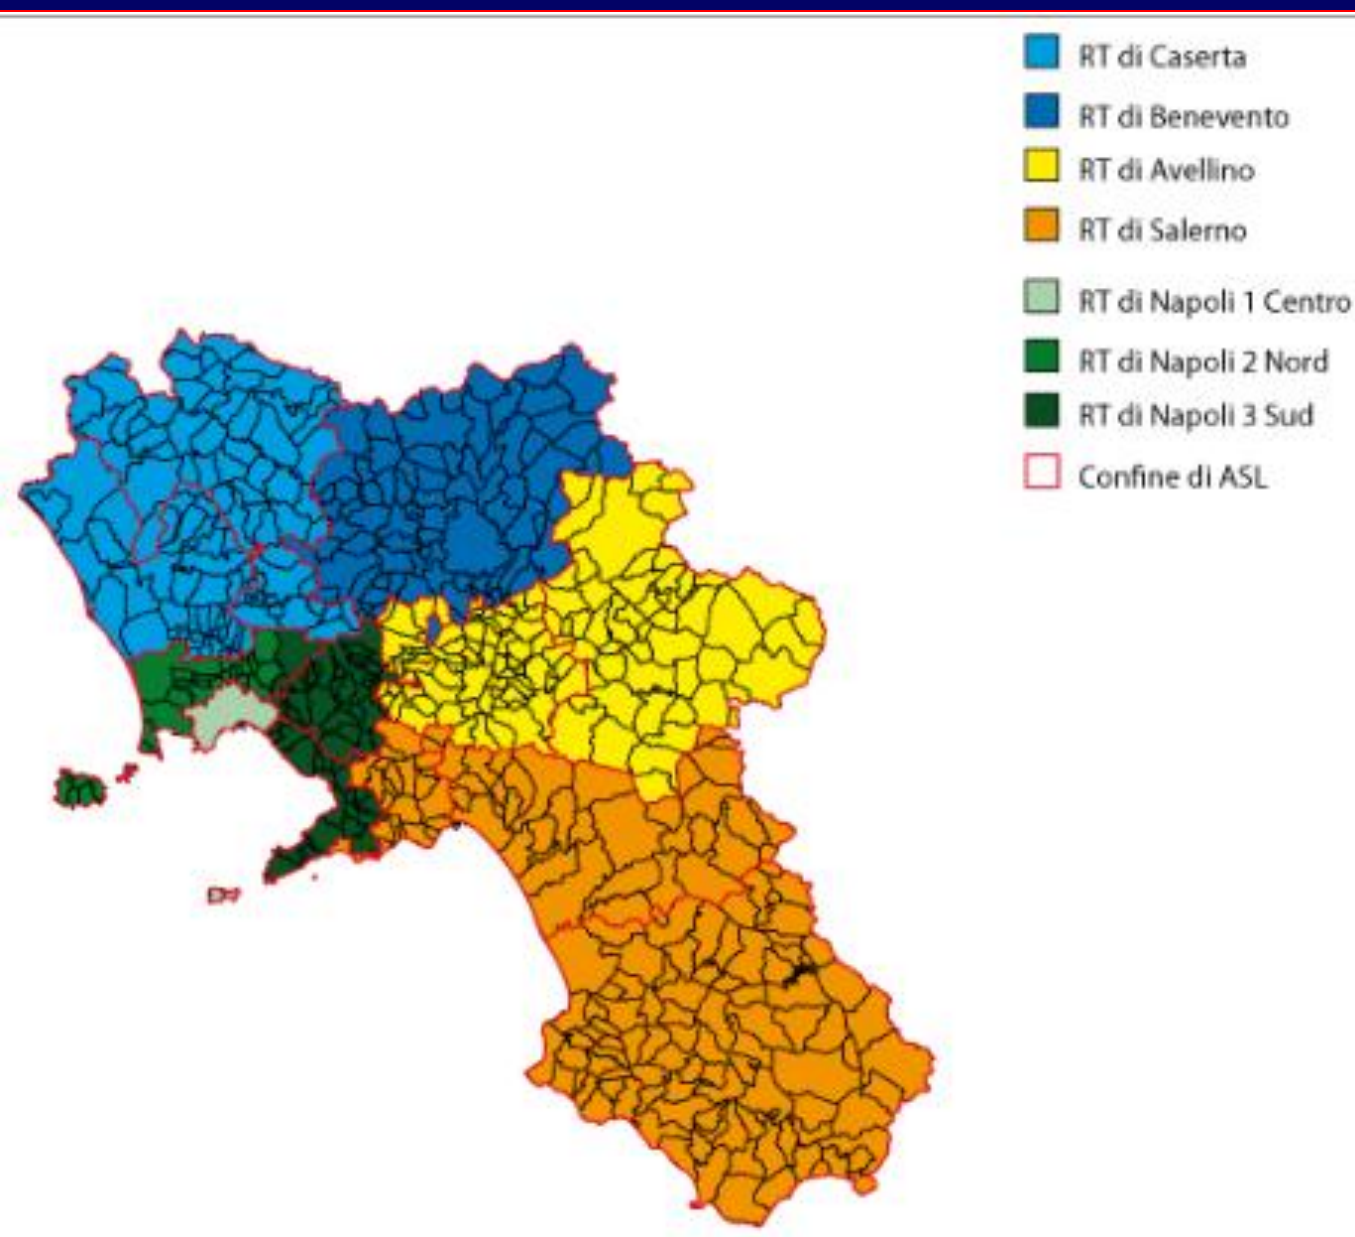 RT di Caserta
RT di Benevento
RT di Avellino
RT di Salerno
RT di Napoli 1 Centro
RT di Napoli 2 Nord
RT di Napoli 3 Sud
Confine di ASL